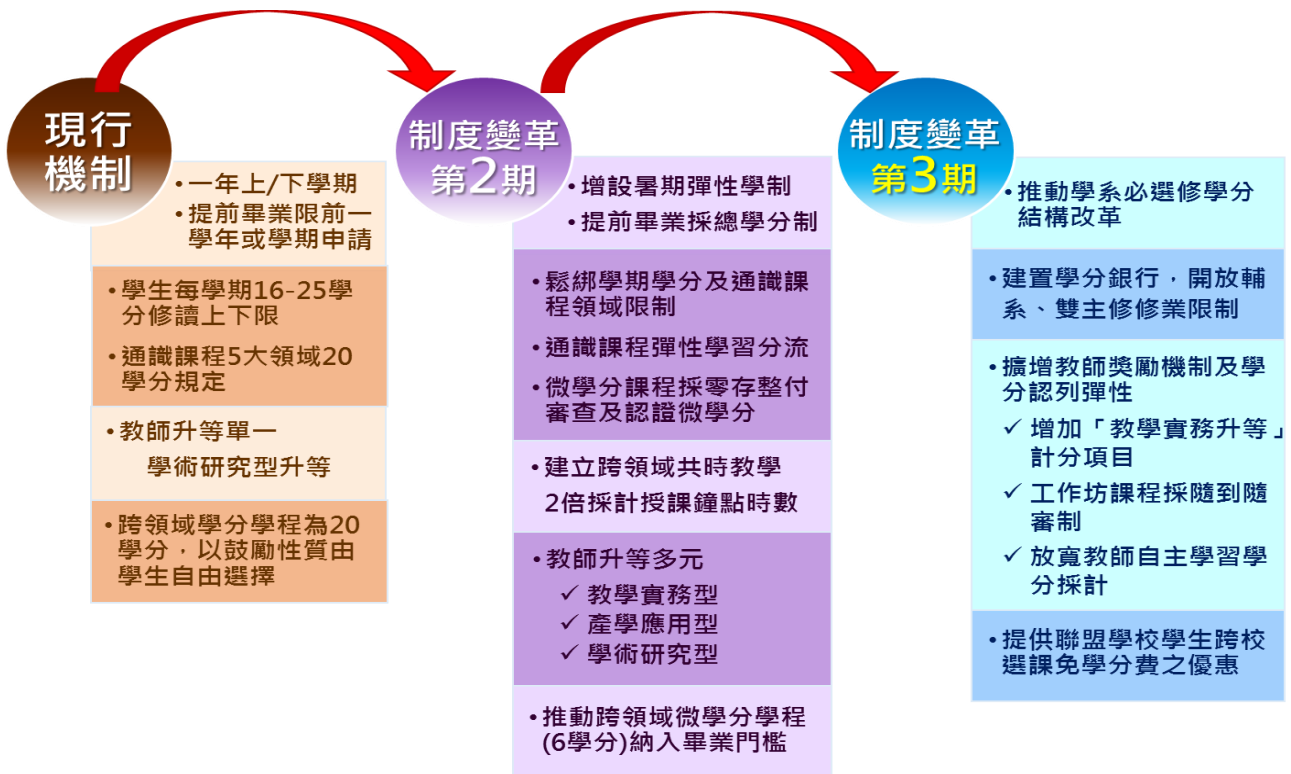 現行
機制
•一年上/下學期
•提前畢業限前一
學年或學期申請
•學生每學期16-25學
分修讀上下限
•通識課程5大領域20
學分規定
•教師升等單一
學術研究型升等
•跨領域學分學程為20
學分，以鼓勵性質由
學生自由選擇
制度變革
第2期
•增設暑期彈性學制
•提前畢業採總學分制
•鬆綁學期學分及通識課
程領域限制
•通識課程彈性學習分流
•微學分課程採零存整付
審查及認證微學分
•建立跨領域共時教學
2倍採計授課鐘點時數
•教師升等多元
✓ 教學實務型
✓ 產學應用型
✓ 學術研究型
•推動跨領域微學分學程
(6學分)納入畢業門檻
制度變革
第3期
•推動學系必選修學分
結構改革
•建置學分銀行，開放輔
系、雙主修修業限制
•擴增教師獎勵機制及學
分認列彈性
✓ 增加「教學實務升等」
計分項目
✓ 工作坊課程採隨到隨
審制
✓ 放寬教師自主學習學
分採計
•提供聯盟學校學生跨校
選課免學分費之優惠